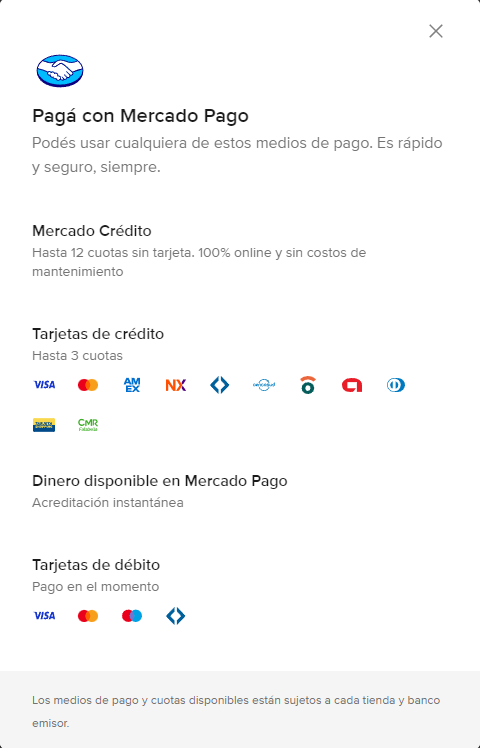 Pagá con Mercado Pago
Podés usar cualquiera de estos medios de pago. Es rápido
y seguro, siempre.
Mercado Crédito
Hasta 12 cuotas sin tarjeta. 100% online y sin costos de
mantenimiento
Tarjetas de crédito
Hasta 3 cuotas
VISA AM EX NX cencosud
CMR Falabella
Dinero disponible en Mercado Pago
Acreditación instantánea
Tarjetas de débito
Pago en el momento
VISA
Los medios de pago y cuotas disponibles están sujetos a cada tienda y banco
emisor.